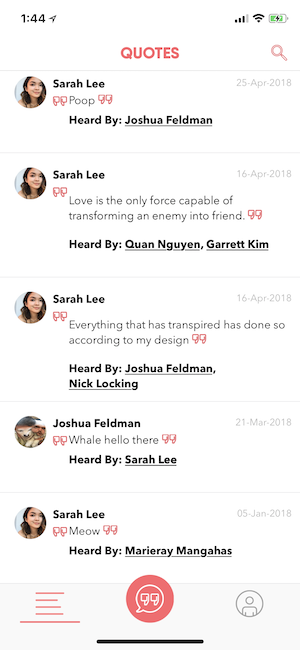 1:44
QUOTES
Sarah Lee 25-Apr-2018
Poop
Heard By: Joshua Feldman
Sarah Lee 16-Apr-2018
Love is the only force capable of
transforming an enemy into friend.
Heard By: Quan Nguyen, Garrett Kim
Sarah Lee 16-Apr-2018
Everything that has transpired has done so
according to my design
Heard By: Joshua Feldman,
Nick Locking
Joshua Feldman 21-Mar-2018
Whale hello there
Heard By: Sarah Lee
Sarah Lee 05-Jan-2018
Meow
Heard By: Marieray Mangahas